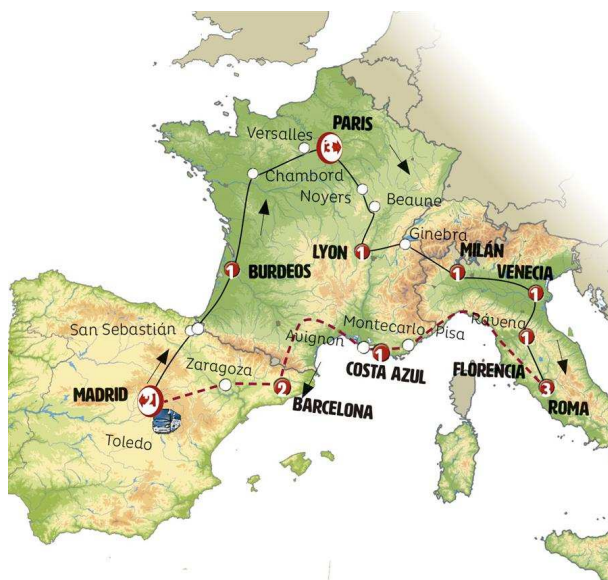 PARIS
3
Versalles
Chambord
Noyers
Beaune
Ginebra
LYON
1
MILÁN
1
VENECIA
1
BURDEOS
1
San Sebastián
Ravena
1
Montecarlo
Pisa
Avignon
1
COSTA AZUL
FLORENCIA
Zaragoza
MADRID
2
2
BARCELONA
3
ROMA
Toledo